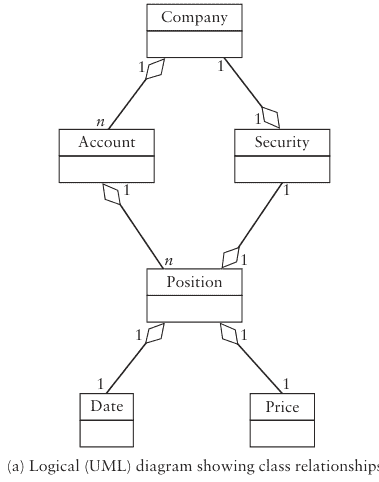 Company
1
1
n
1
Account
Security
1
1
n
1
Position
1
1
1
1
Date
Price
(a) Logical (UML) diagram showing class relationships